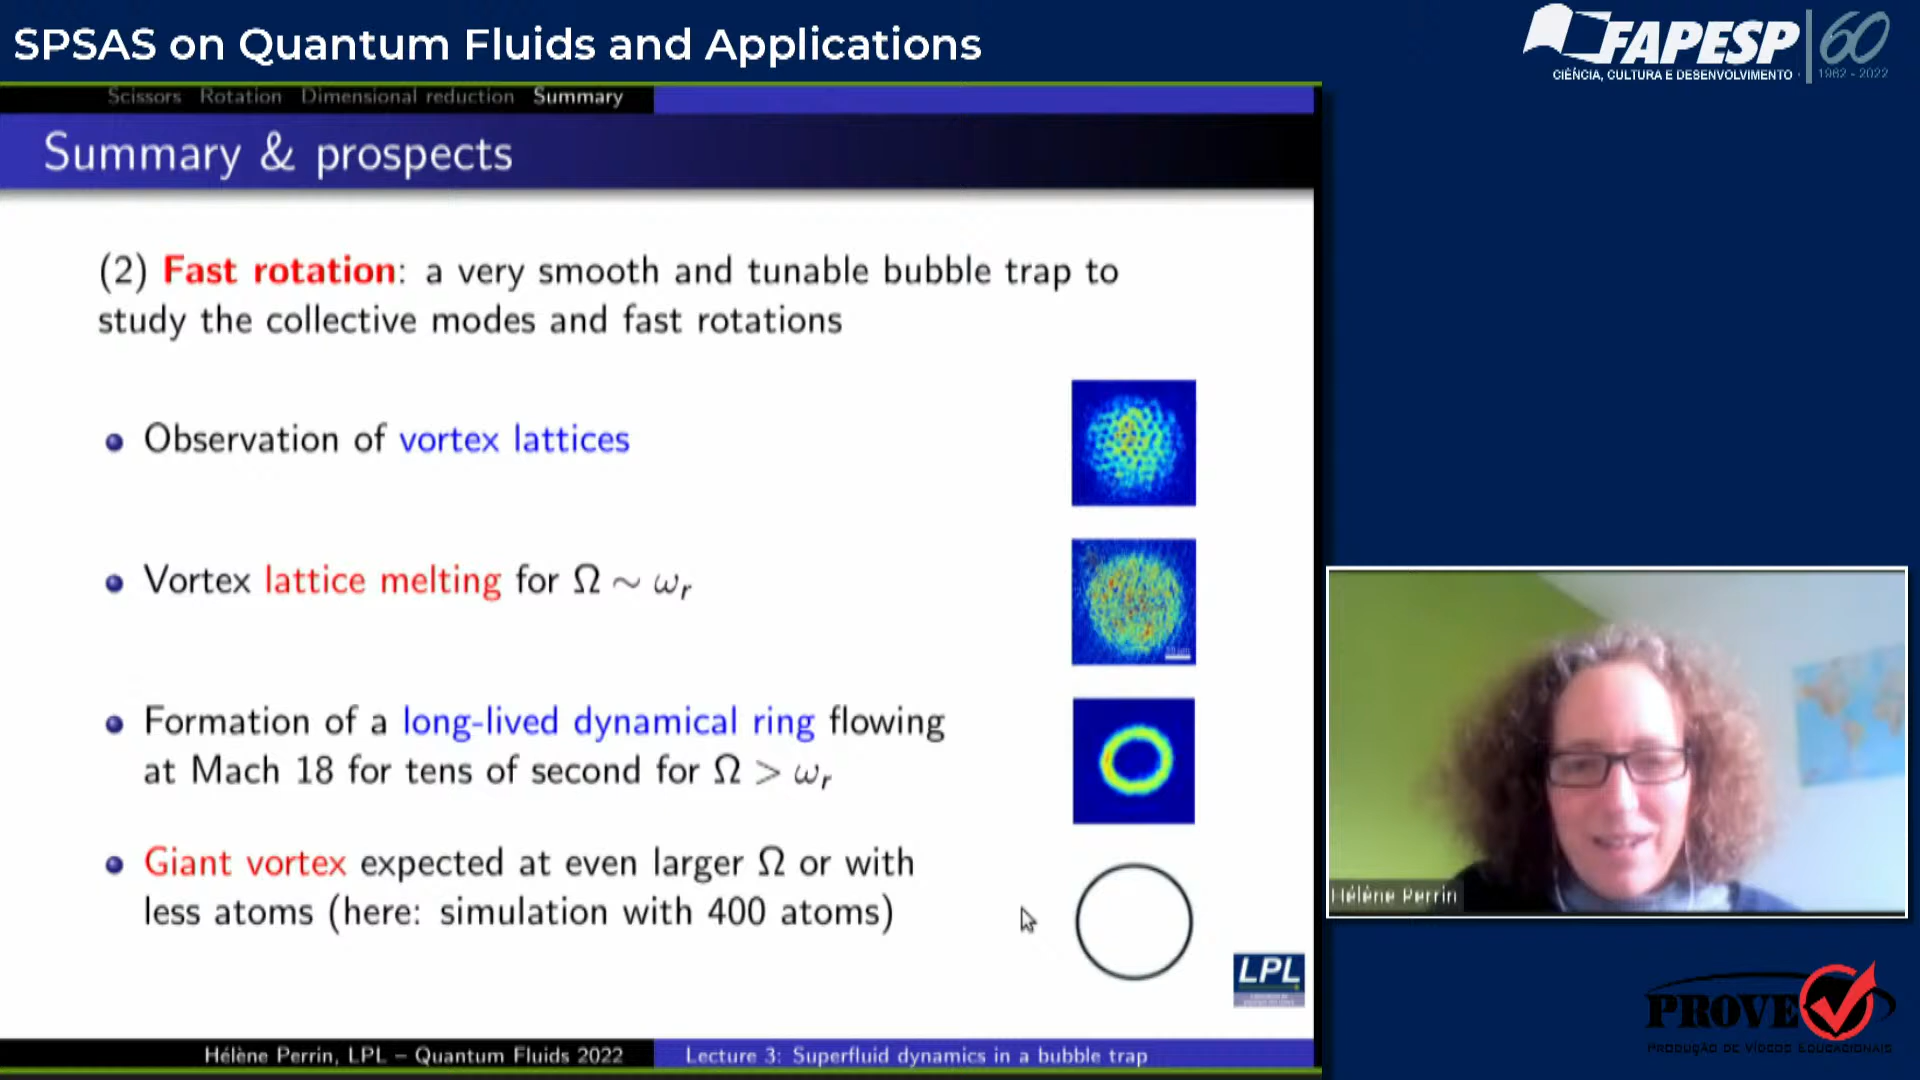 SPSAS on Quantum Fluids and Applications
FAPESP 60
CIÊNCIA, CULTURA E DESENVOLVIMENTO
1962 - 2022
Scissors Rotation Dimensional reduction Summary
Summary & prospects
(2) Fast rotation: a very smooth and tunable bubble trap to
study the collective modes and fast rotations
Observation of vortex lattices
Vortex lattice melting for Ω ~ ωr
Formation of a long-lived dynamical ring flowing
at Mach 18 for tens of second for Ω > ωr
Giant vortex expected at even larger Ω or with
less atoms (here: simulation with 400 atoms)
LPL
Hélène Perrin
PROVE
PRODUÇÃO DE VÍDEOS EDUCACIONAIS
Hélène Perrin, LPL – Quantum Fluids 2022 Lecture 3: Superfluid dynamics in a bubble trap